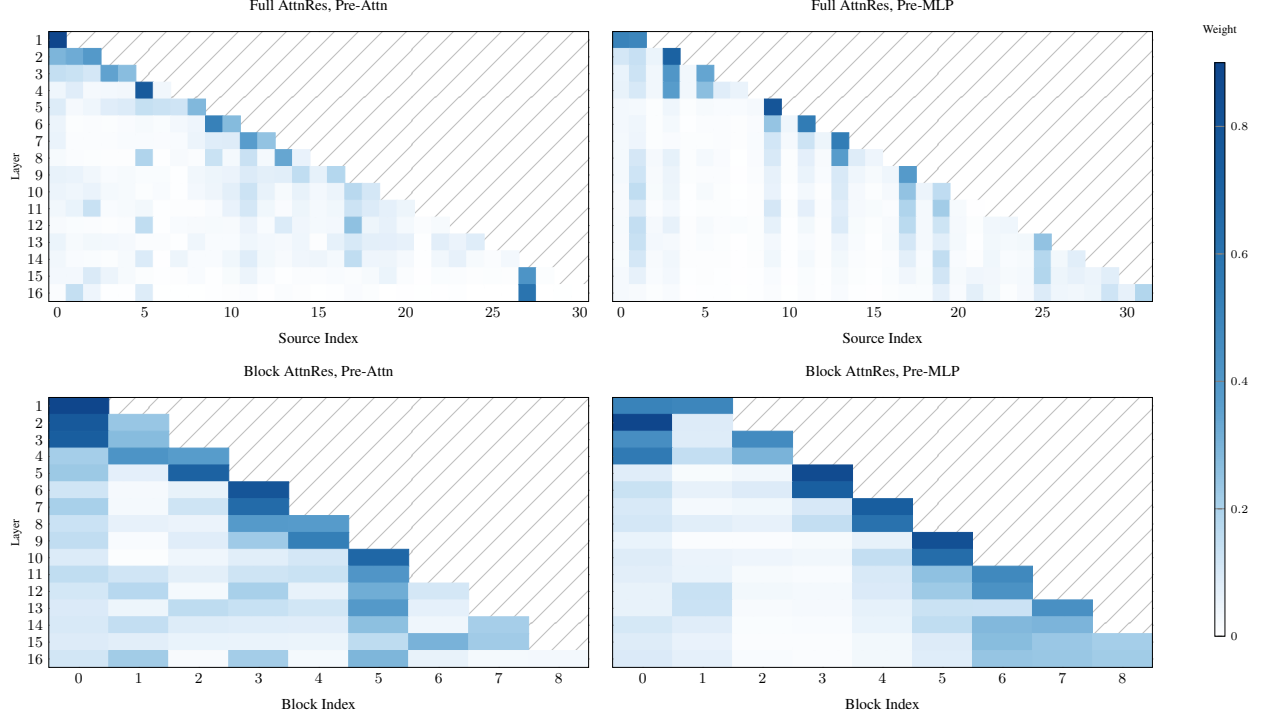 Full AttnRes, Pre-Attn
Full AttnRes, Pre-MLP
Weight
Layer
1
2
3
4
5
6
7
8
9
10
11
12
13
14
15
16
0 5 10 15 20 25 30
0 5 10 15 20 25 30
Source Index
Source Index
0.8
0.6
0.4
0.2
0
Block AttnRes, Pre-Attn
Block AttnRes, Pre-MLP
Layer
1
2
3
4
5
6
7
8
9
10
11
12
13
14
15
16
0 1 2 3 4 5 6 7 8
0 1 2 3 4 5 6 7 8
Block Index
Block Index